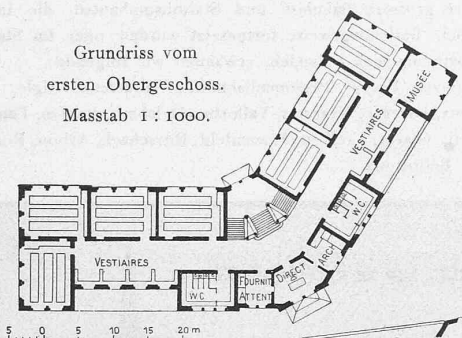 Grundriss vom
ersten Obergeschoss.
Masstab 1 : 1000.
MUSÉE
VESTIAIRES
W.C.
VESTIAIRES
W.C.
FOURNIT
ATTENT
DIRECT
ARCH
5 0 5 10 15 20 m